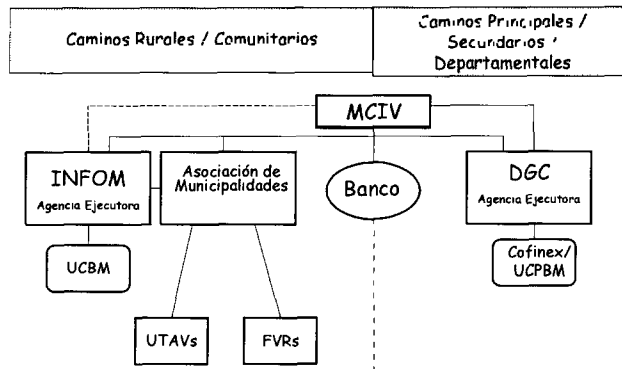 Caminos Rurales / Comunitarios
Caminos Principales /
Secundarios /
Departamentales
MCIV
INFOM
Agencia Ejecutora
Asociación de
Municipalidades
Banco
DGC
Agencia Ejecutora
UCBM
Cofinex/
UCPBM
UTAVs
FVRs